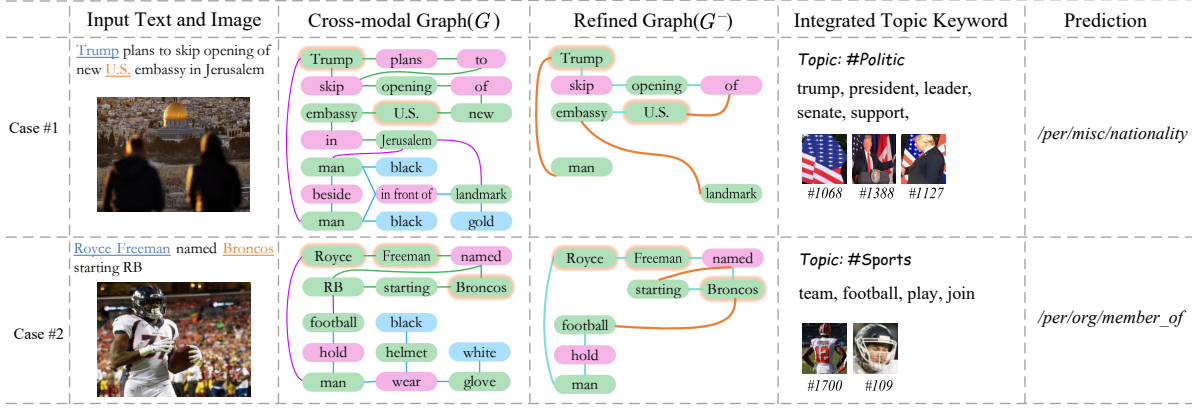 Input Text and Image
Cross-modal Graph(G)
Refined Graph(G⁻)
Integrated Topic Keyword
Prediction
Case #1
Trump plans to skip opening of
new U.S. embassy in Jerusalem
Trump plans to
skip opening of
embassy U.S. new
in Jerusalem
man black
beside in front of landmark
man black gold
Trump
skip opening of
embassy U.S.
man
landmark
Topic: #Politic
trump, president, leader,
senate, support,
#1068 #1388 #1127
/per/misc/nationality
Case #2
Royce Freeman named Broncos
starting RB
Royce Freeman named
RB starting Broncos
football black
hold helmet white
man wear glove
Royce Freeman named
starting Broncos
football
hold
man
Topic: #Sports
team, football, play, join
12
#1700 #109
/per/org/member_of